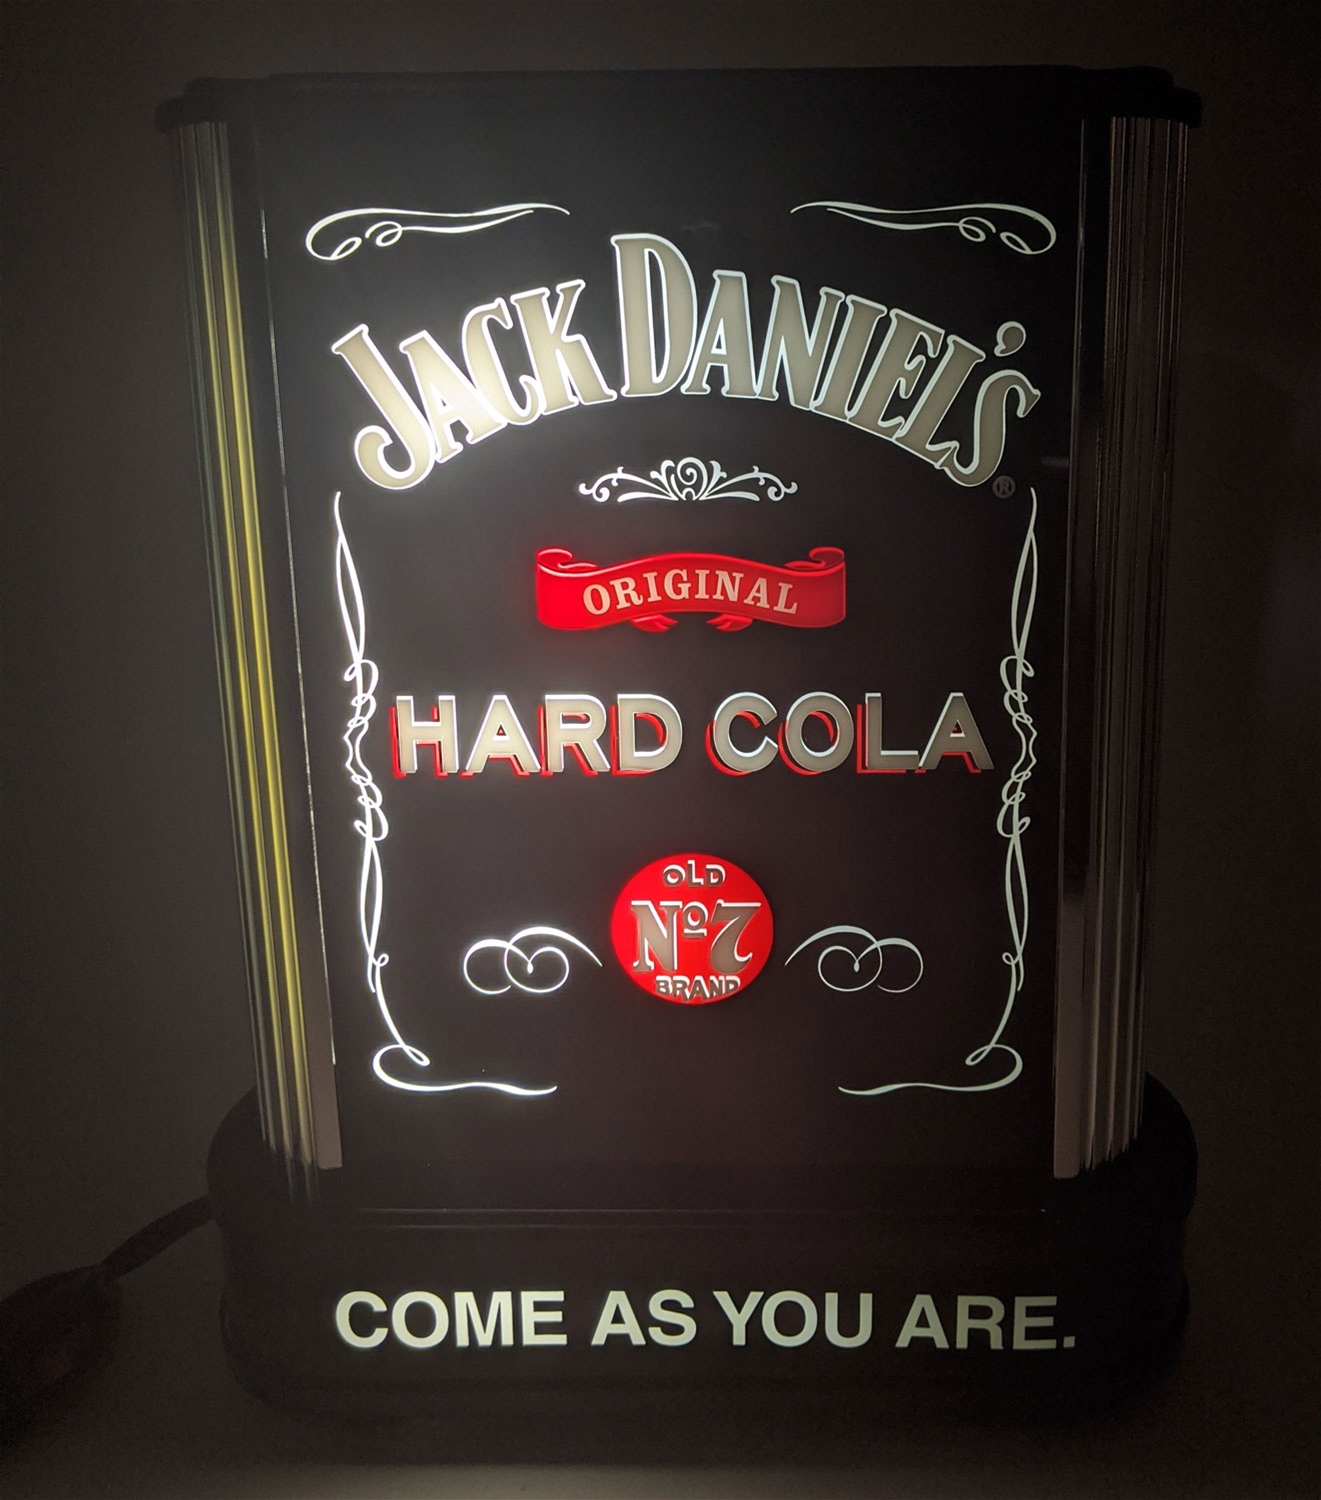 JACK DANIEL'S®
ORIGINAL
HARD COLA
OLD
Nº7
BRAND
COME AS YOU ARE.